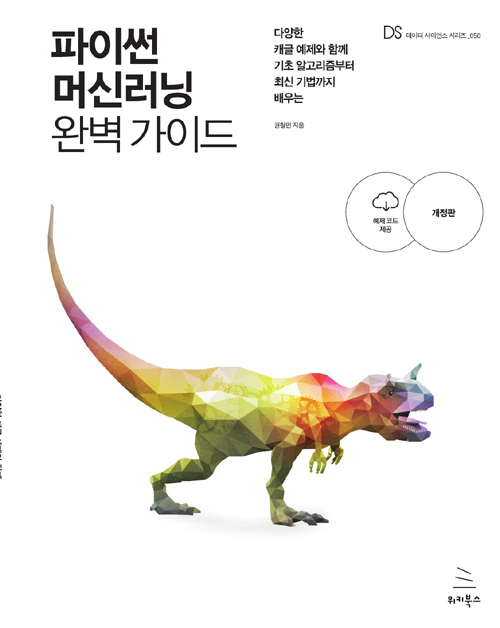 파이썬
머신러닝
완벽 가이드
다양한
캐글 예제와 함께
기초 알고리즘부터
최신 기법까지
배우는
권철민 지음
DS 데이터 사이언스 시리즈_050
예제 코드
제공
개정판
위키북스